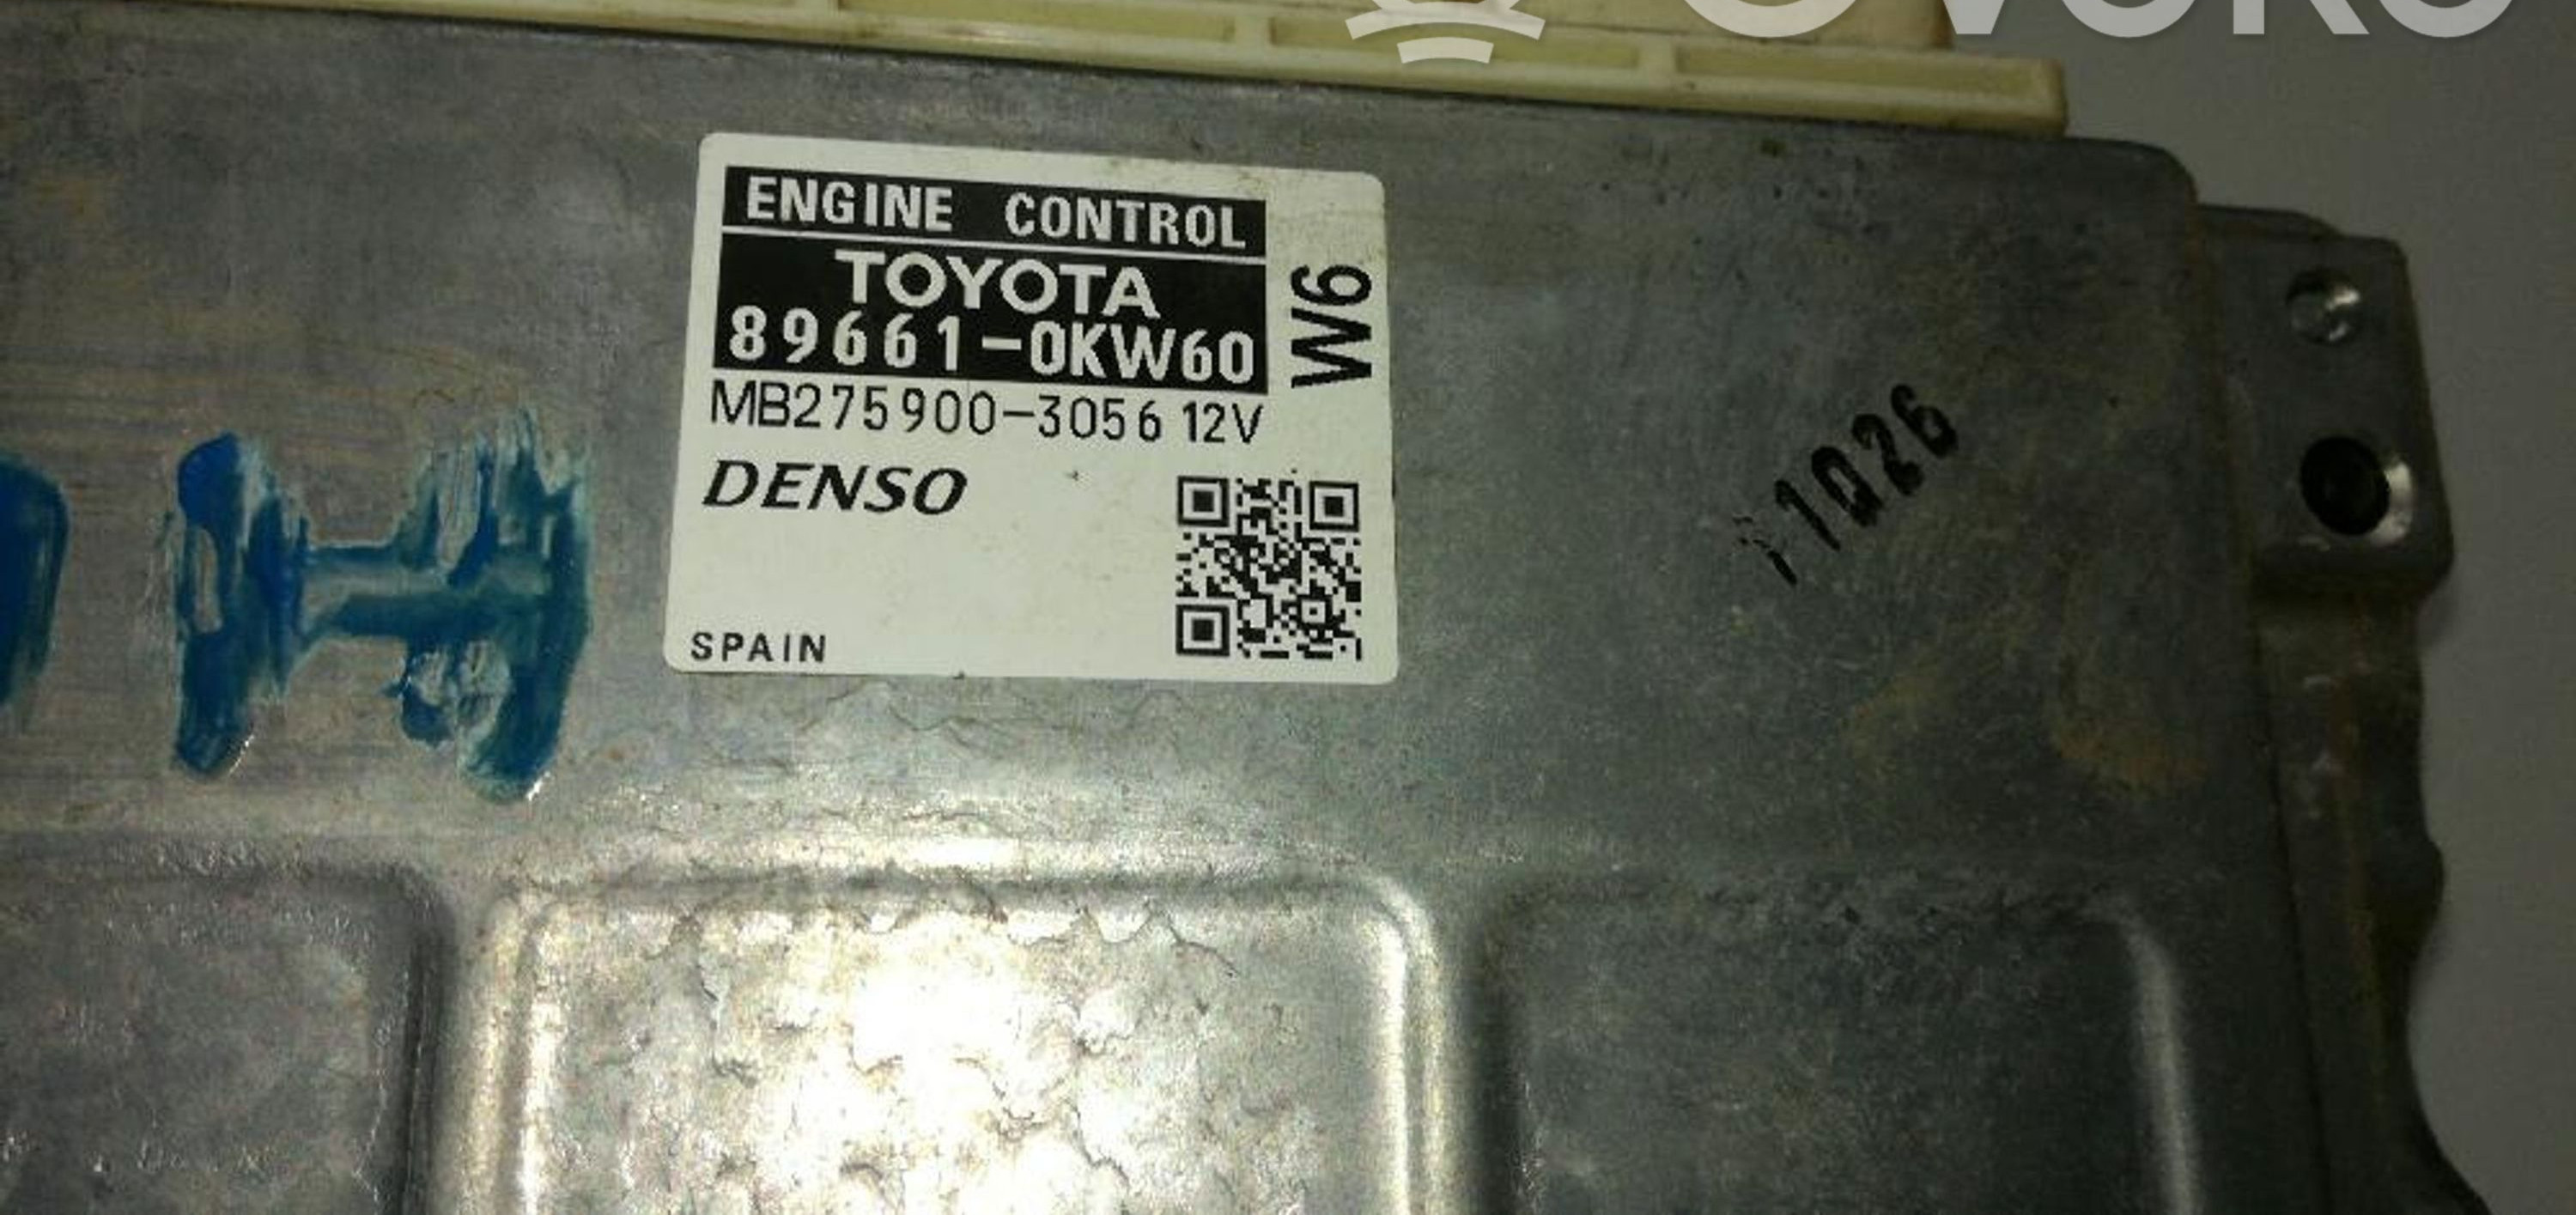 ENGINE CONTROL
TOYOTA
89661-0KW60
W6
MB275900-3056 12V
DENSO
SPAIN
1026
H